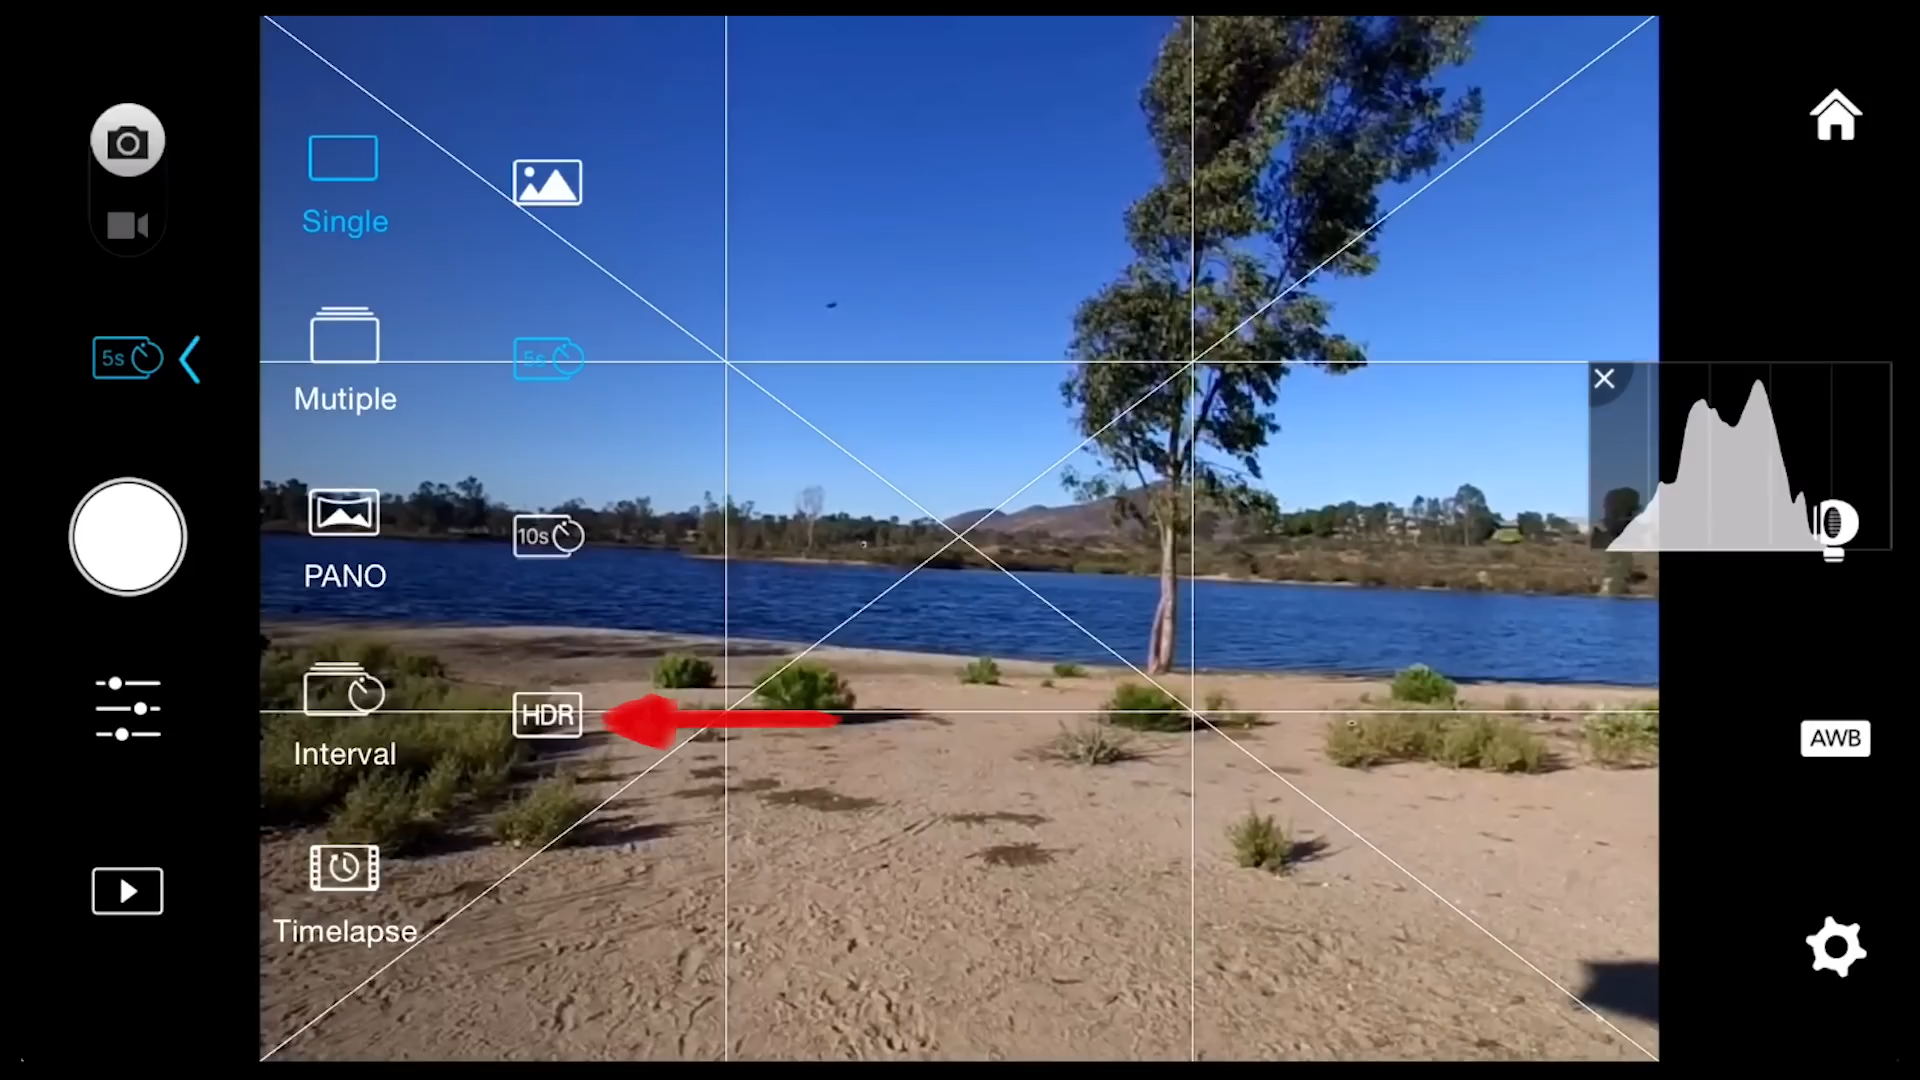 Single
5s
5s
Mutiple
PANO
10s
HDR
Interval
AWB
Timelapse